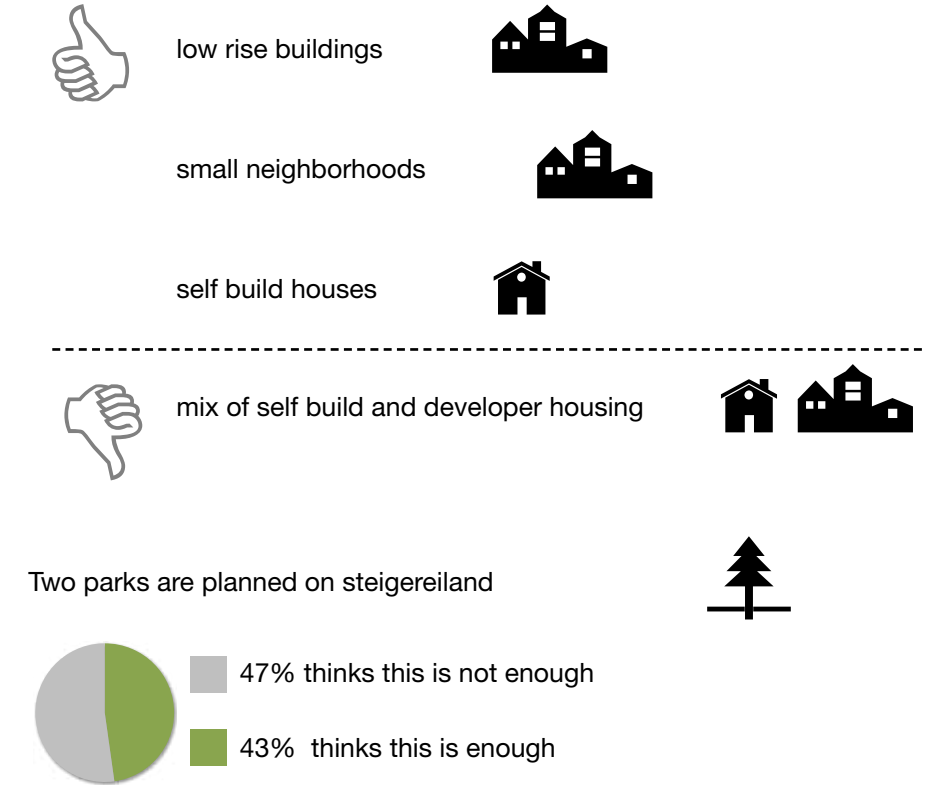 low rise buildings
small neighborhoods
self build houses
mix of self build and developer housing
Two parks are planned on steigereiland
47% thinks this is not enough
43% thinks this is enough